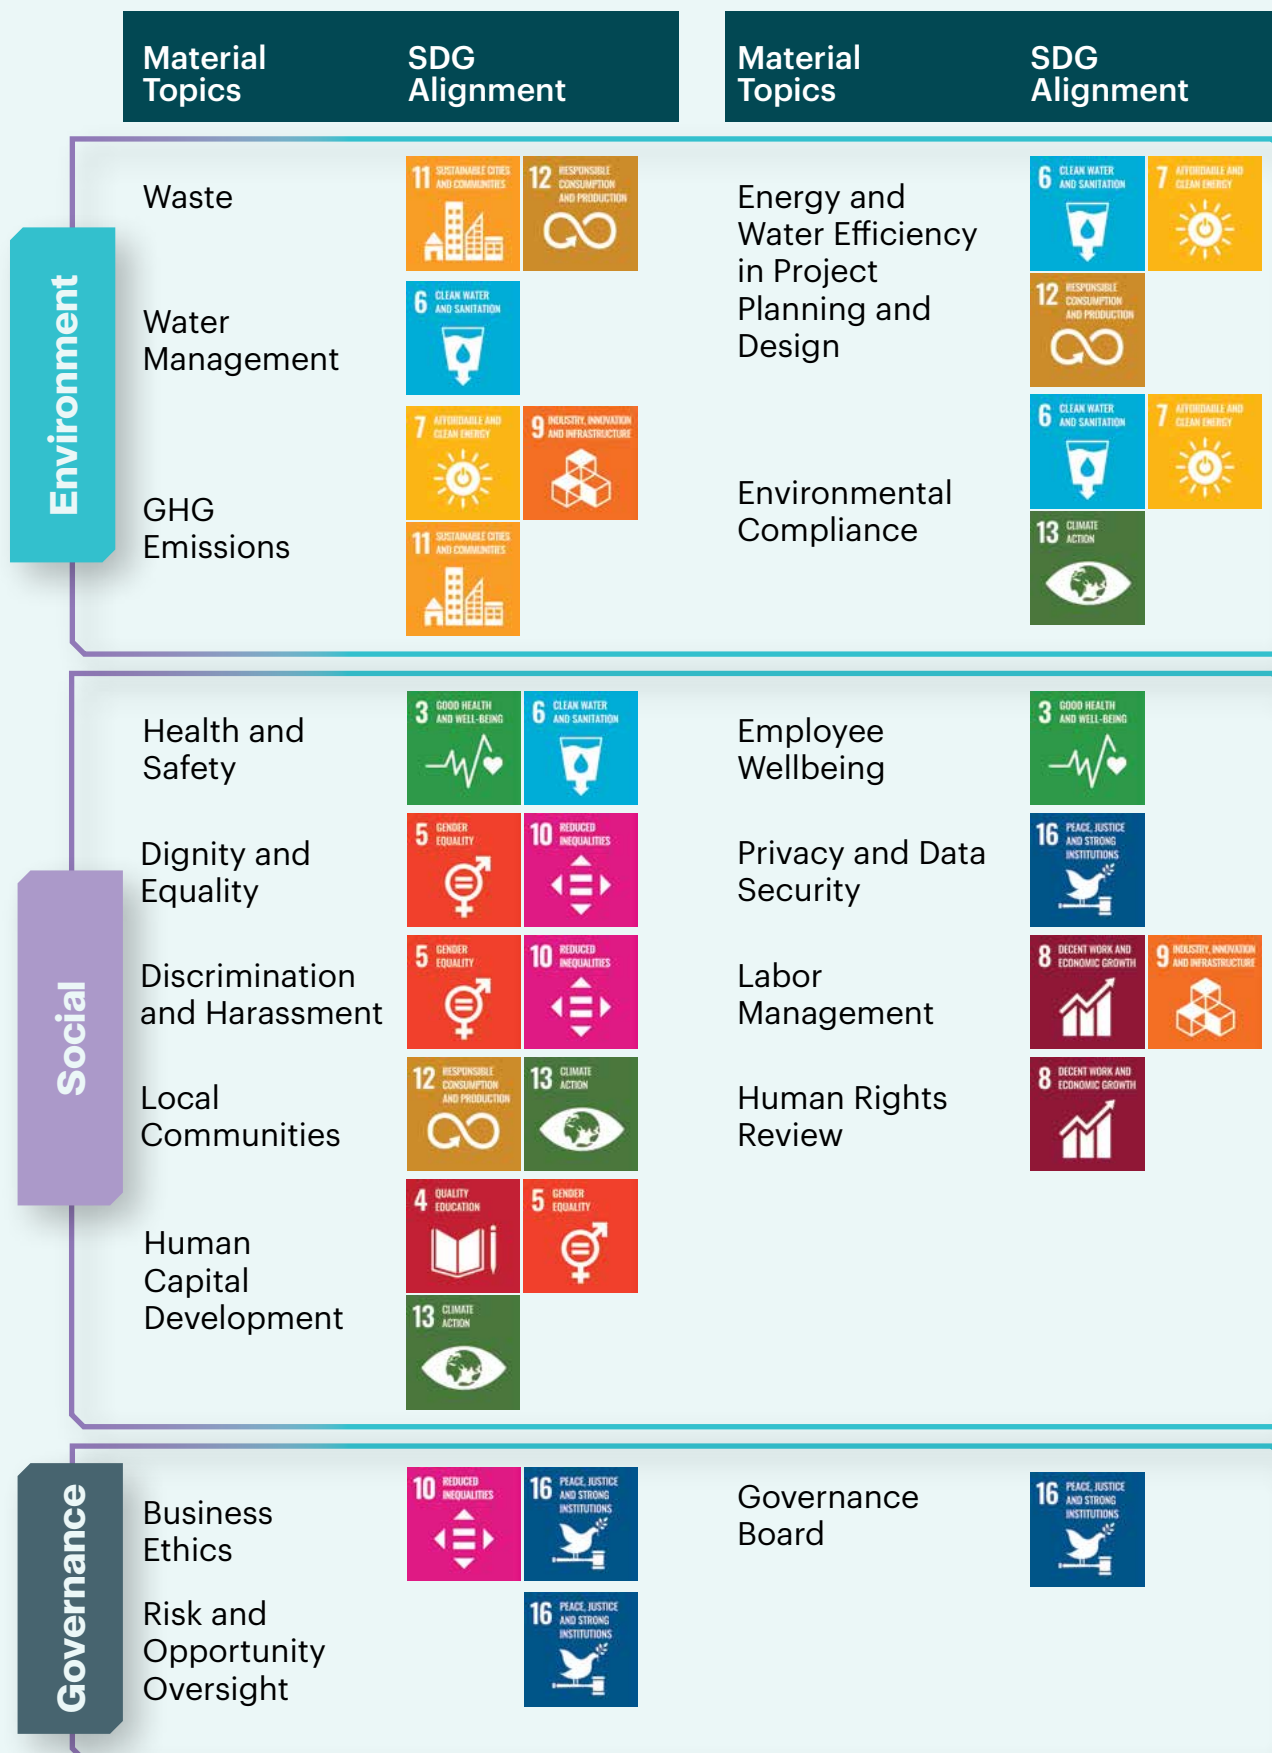 Material
Topics
SDG
Alignment
Material
Topics
SDG
Alignment
Environment
Waste
11 SUSTAINABLE CITIES
AND COMMUNITIES
12 RESPONSIBLE
CONSUMPTION
AND PRODUCTION
Water
Management
6 CLEAN WATER
AND SANITATION
GHG
Emissions
7 AFFORDABLE AND
CLEAN ENERGY
9 INDUSTRY, INNOVATION
AND INFRASTRUCTURE
11 SUSTAINABLE CITIES
AND COMMUNITIES
Energy and
Water Efficiency
in Project
Planning and
Design
6 CLEAN WATER
AND SANITATION
7 AFFORDABLE AND
CLEAN ENERGY
12 RESPONSIBLE
CONSUMPTION
AND PRODUCTION
Environmental
Compliance
6 CLEAN WATER
AND SANITATION
7 AFFORDABLE AND
CLEAN ENERGY
13 CLIMATE
ACTION
Social
Health and
Safety
3 GOOD HEALTH
AND WELL-BEING
6 CLEAN WATER
AND SANITATION
Dignity and
Equality
5 GENDER
EQUALITY
10 REDUCED
INEQUALITIES
Discrimination
and Harassment
5 GENDER
EQUALITY
10 REDUCED
INEQUALITIES
Local
Communities
12 RESPONSIBLE
CONSUMPTION
AND PRODUCTION
13 CLIMATE
ACTION
Human
Capital
Development
4 QUALITY
EDUCATION
5 GENDER
EQUALITY
13 CLIMATE
ACTION
Employee
Wellbeing
3 GOOD HEALTH
AND WELL-BEING
Privacy and Data
Security
16 PEACE, JUSTICE
AND STRONG
INSTITUTIONS
Labor
Management
8 DECENT WORK AND
ECONOMIC GROWTH
9 INDUSTRY, INNOVATION
AND INFRASTRUCTURE
Human Rights
Review
8 DECENT WORK AND
ECONOMIC GROWTH
Governance
Business
Ethics
10 REDUCED
INEQUALITIES
16 PEACE, JUSTICE
AND STRONG
INSTITUTIONS
Risk and
Opportunity
Oversight
16 PEACE, JUSTICE
AND STRONG
INSTITUTIONS
Governance
Board
16 PEACE, JUSTICE
AND STRONG
INSTITUTIONS